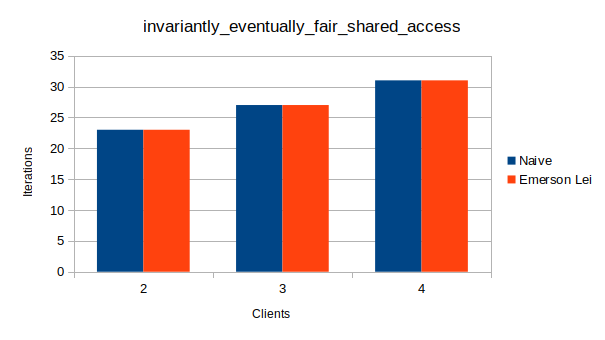 invariantly_eventually_fair_shared_access
35
30
25
20
15
10
5
0
Iterations
2 3 4
Clients
Naive
Emerson Lei